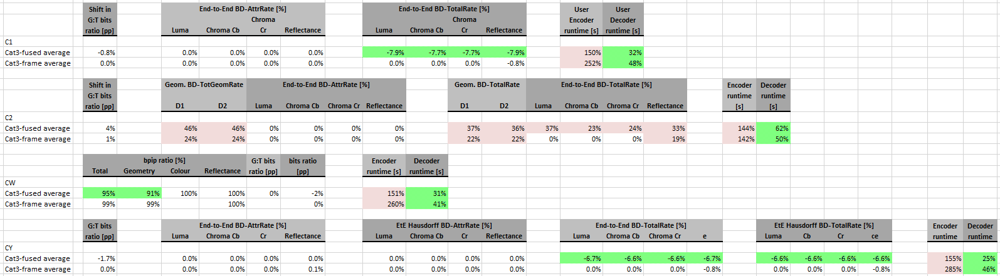 Shift in End-to-End BD-AttrRate [%] End-to-End BD-TotalRate [%] User User
G:T bits Chroma Chroma Encoder Decoder
ratio [pp] Luma Chroma Cb Cr Reflectance Luma Chroma Cb Cr Reflectance runtime [s] runtime [s]
C1
Cat3-fused average -0.8% 0.0% 0.0% 0.0% 0.0% -7.9% -7.7% -7.7% -7.9% 150% 32%
Cat3-frame average 0.0% 0.0% 0.0% 0.0% 0.0% 0.0% 0.0% 0.0% -0.8% 252% 48%
Shift in Geom. BD-TotGeomRate End-to-End BD-AttrRate [%] Geom. BD-TotalRate End-to-End BD-TotalRate [%] Encoder Decoder
G:T bits runtime runtime
ratio [pp] D1 D2 Luma Chroma Cb Chroma Cr Reflectance D1 D2 Luma Chroma Cb Chroma Cr Reflectance [s] [s]
C2
Cat3-fused average 4% 46% 46% 0% 0% 0% 0% 37% 36% 37% 23% 24% 33% 144% 62%
Cat3-frame average 1% 24% 24% 0% 0% 0% 0% 22% 22% 0% 0% 0% 19% 142% 50%
bpip ratio [%] G:T bits bits ratio Encoder Decoder
Total Geometry Colour Reflectance ratio [pp] [pp] runtime [s] runtime [s]
CW
Cat3-fused average 95% 91% 100% 100% 0% -2% 151% 31%
Cat3-frame average 99% 99% 100% 0% 260% 41%
G:T bits End-to-End BD-AttrRate [%] EtE Hausdorff BD-AttrRate [%] End-to-End BD-TotalRate [%] EtE Hausdorff BD-TotalRate [%] Encoder Decoder
ratio [pp] Luma Chroma Cb Cr Reflectance Luma Chroma Cb Cr Reflectance Luma Chroma Cb Chroma Cr e Luma Cb Cr ce runtime runtime
CY
Cat3-fused average -1.7% 0.0% 0.0% 0.0% 0.0% 0.0% 0.0% 0.0% 0.0% -6.7% -6.6% -6.6% -6.7% -6.6% -6.6% -6.6% -6.6% 155% 25%
Cat3-frame average 0.0% 0.0% 0.0% 0.0% 0.1% 0.0% 0.0% 0.0% 0.0% 0.0% 0.0% 0.0% -0.8% 0.0% 0.0% 0.0% -0.8% 285% 46%